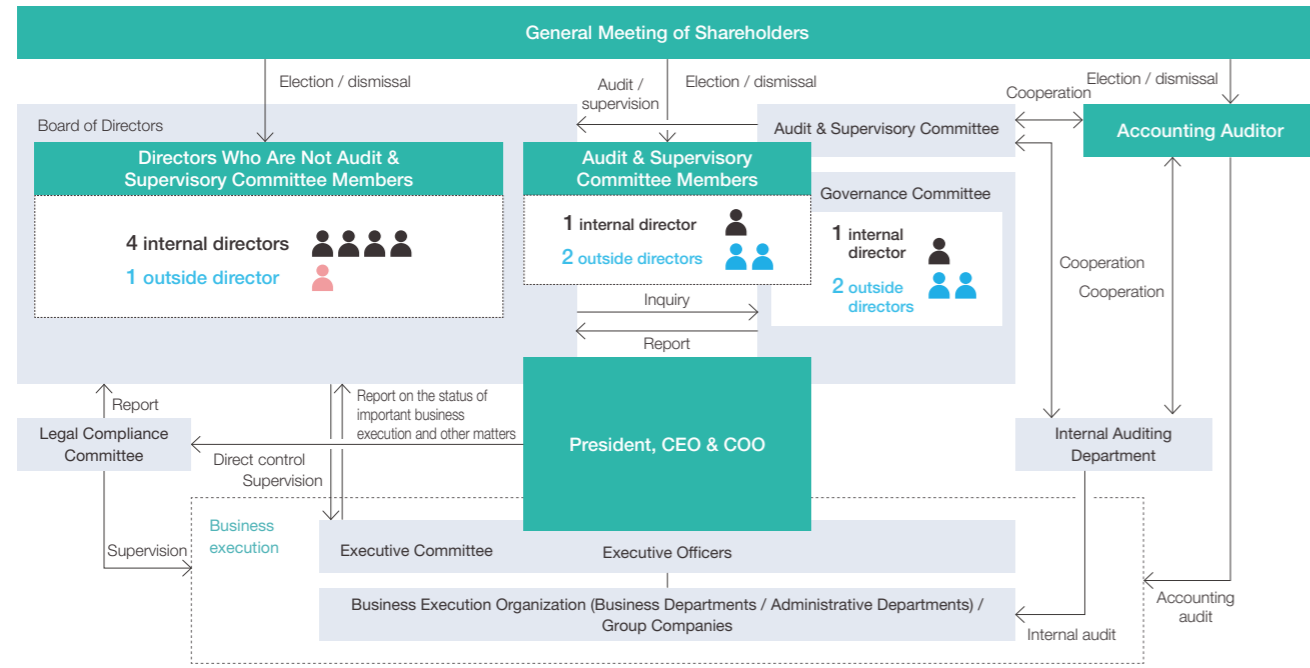 General Meeting of Shareholders
Election / dismissal
Audit /
supervision
Election / dismissal
Cooperation
Election / dismissal
Board of Directors
Audit & Supervisory Committee
Accounting Auditor
Directors Who Are Not Audit &
Supervisory Committee Members
4 internal directors
1 outside director
Audit & Supervisory
Committee Members
1 internal director
2 outside directors
Governance Committee
1 internal
director
2 outside
directors
Inquiry
Report
Cooperation
Cooperation
Report
Report on the status of
important business
execution and other matters
Legal Compliance
Committee
Direct control
Supervision
President, CEO & COO
Internal Auditing
Department
Supervision
Business
execution
Executive Committee
Executive Officers
Business Execution Organization (Business Departments / Administrative Departments) /
Group Companies
Internal audit
Accounting
audit